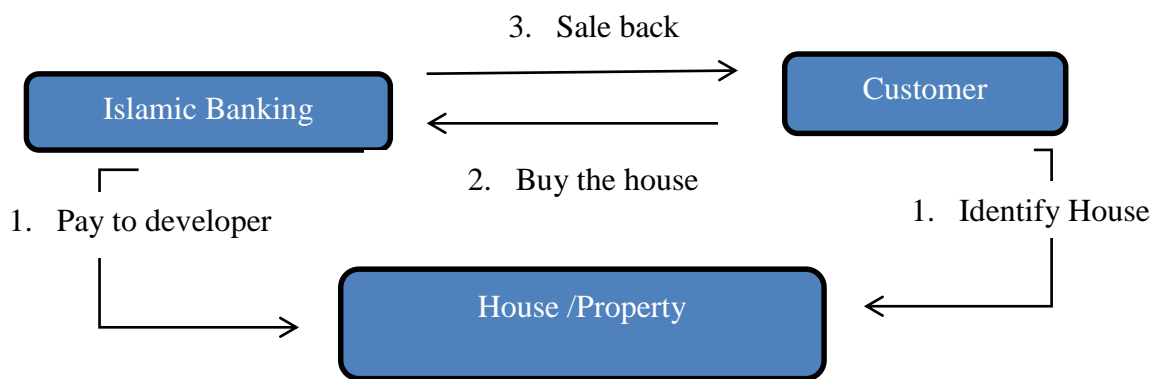 3. Sale back
Islamic Banking
Customer
2. Buy the house
1. Pay to developer
1. Identify House
House /Property